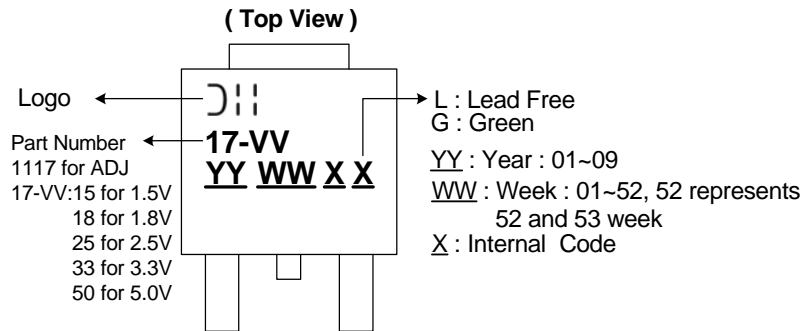 ( Top View )
Logo
17-VV
YY WW X X
Part Number
1117 for ADJ
17-VV:15 for 1.5V
18 for 1.8V
25 for 2.5V
33 for 3.3V
50 for 5.0V
L : Lead Free
G : Green
YY : Year : 01~09
WW : Week : 01~52, 52 represents
52 and 53 week
X : Internal Code